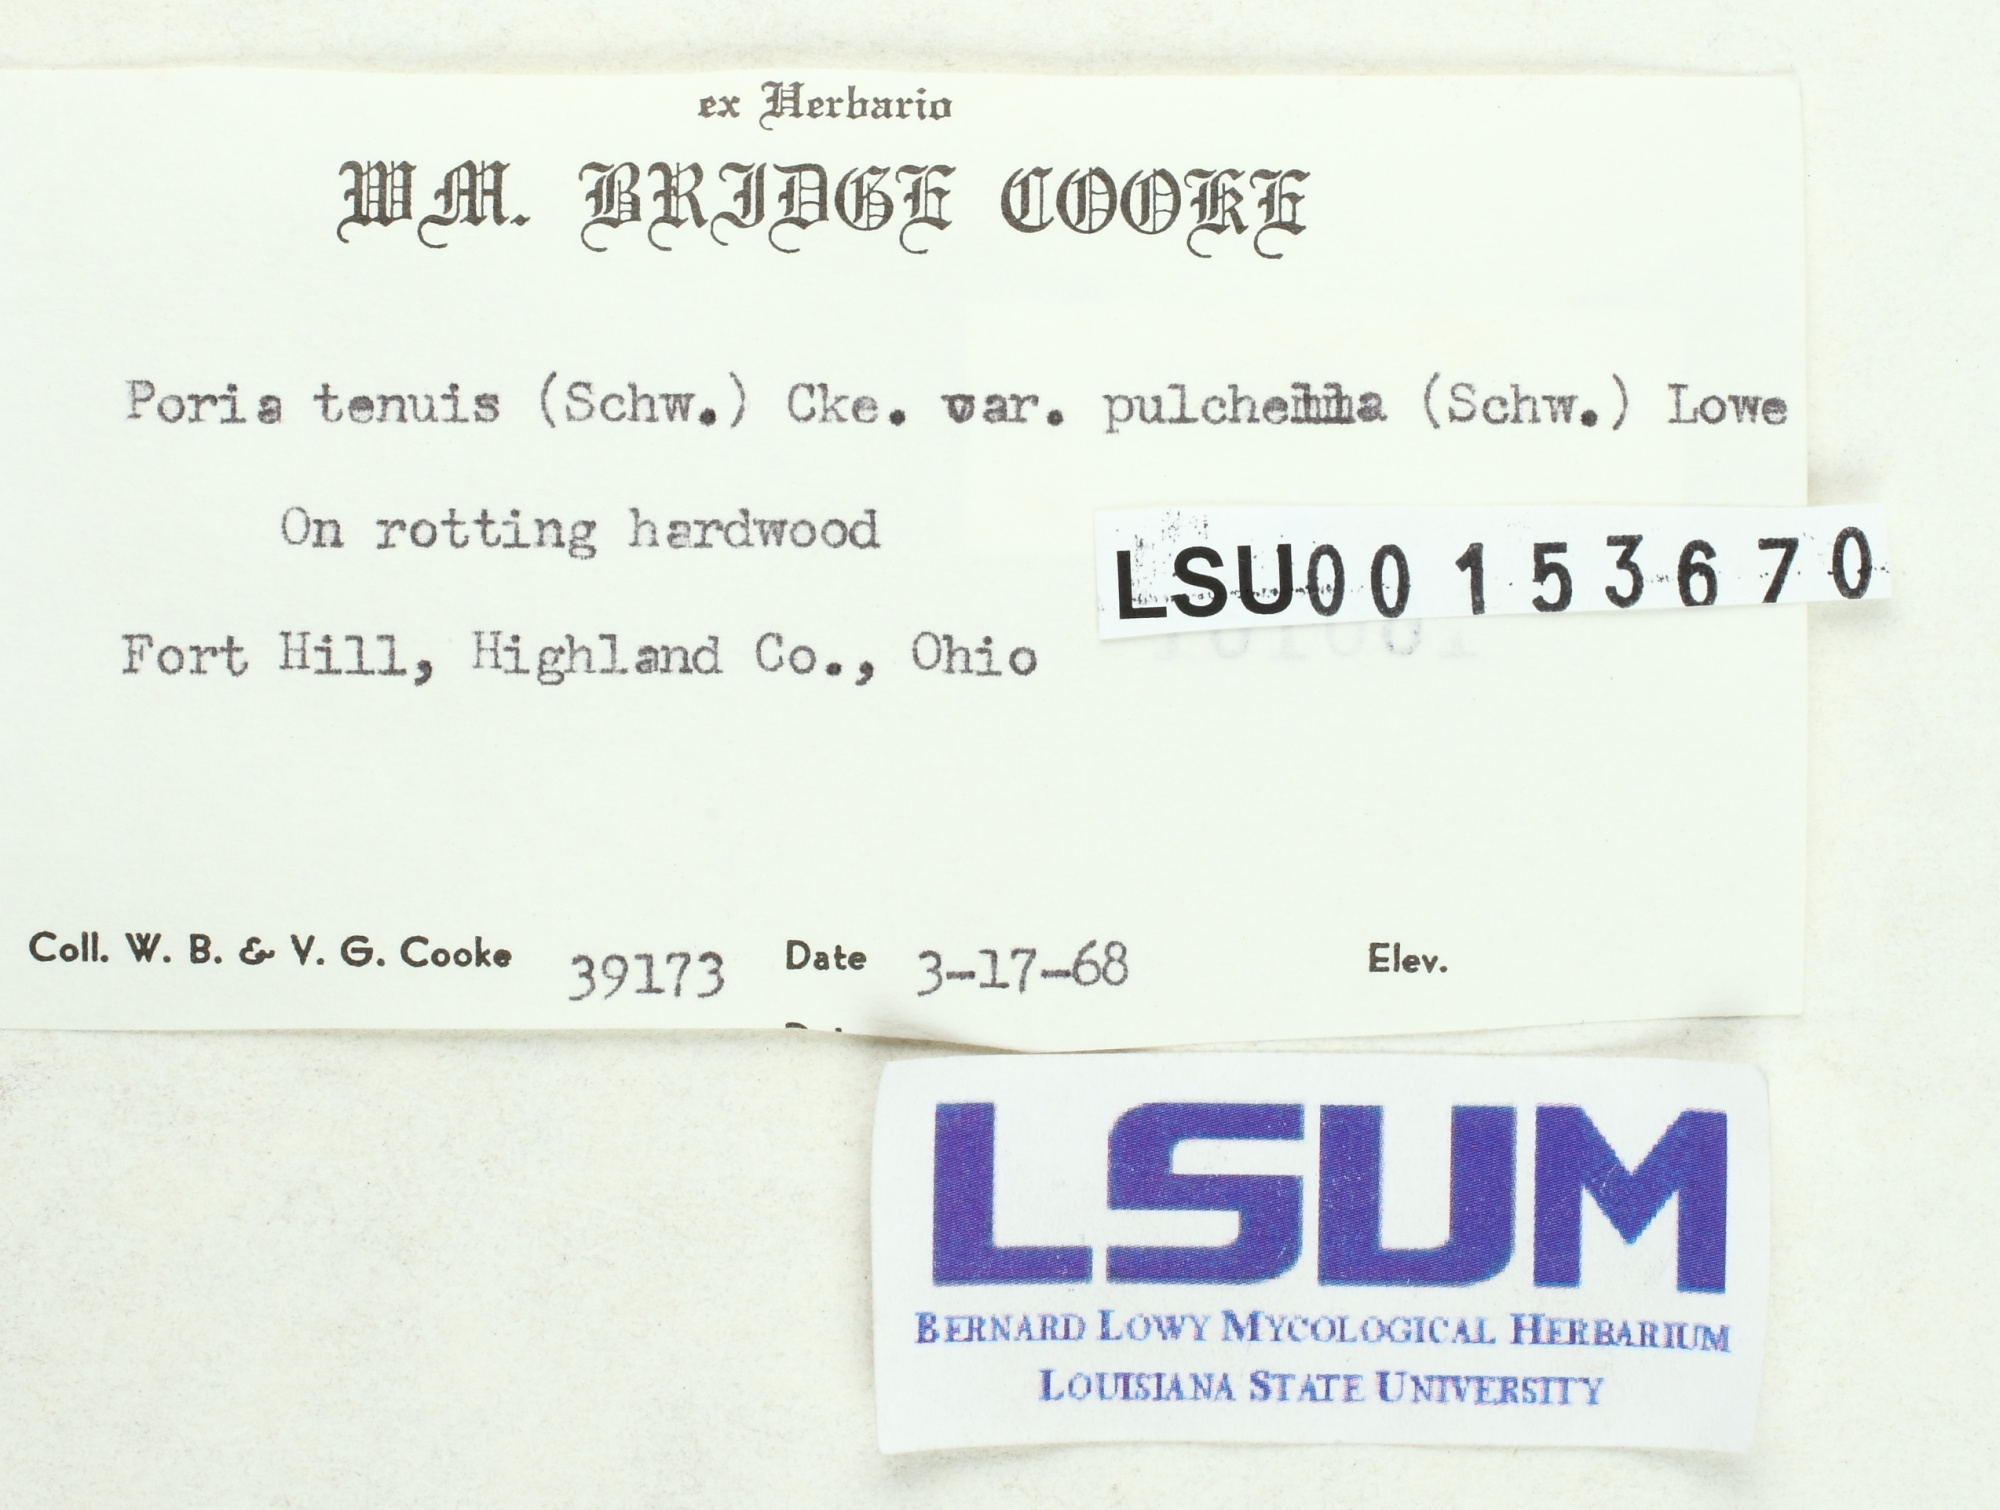 ex Herbario
WM. BRIDGE COOKE
Poria tenuis (Schw.) Cke. var. pulchella (Schw.) Lowe
On rotting hardwood
LSU00153670
Fort Hill, Highland Co., Ohio
Coll. W. B. & V. G. Cooke 39173 Date 3-17-68 Elev.
LSUM
BERNARD LOWY MYCOLOGICAL HERBARIUM
LOUISIANA STATE UNIVERSITY